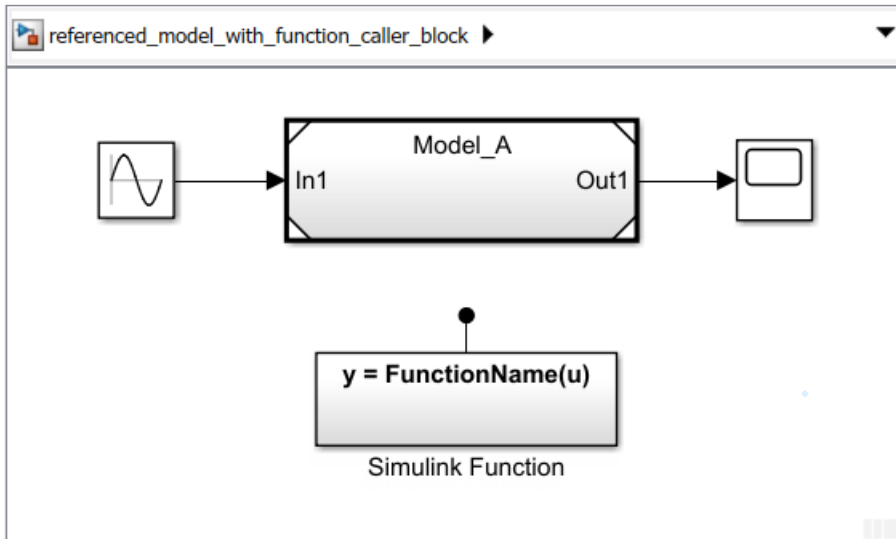 referenced_model_with_function_caller_block
Model_A
In1
Out1
y = FunctionName(u)
Simulink Function